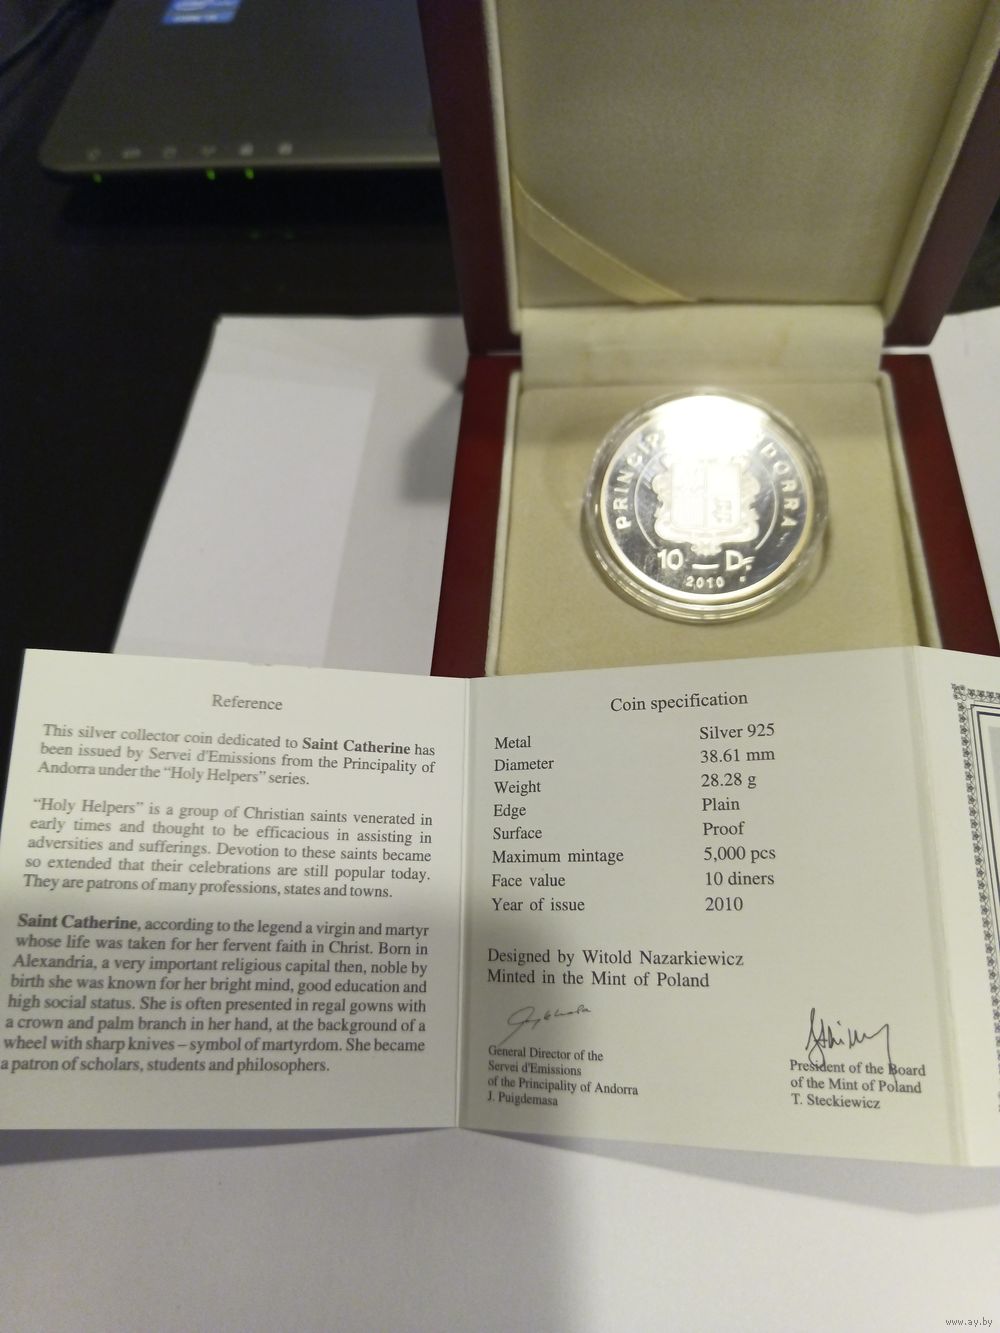 PRINCIP
NDORRA
10 — D.
2010
Reference
This silver collector coin dedicated to Saint Catherine has
been issued by Servei d'Emissions from the Principality of
Andorra under the “Holy Helpers” series.
“Holy Helpers” is a group of Christian saints venerated in
early times and thought to be efficacious in assisting in
adversities and sufferings. Devotion to these saints became
so extended that their celebrations are still popular today.
They are patrons of many professions, states and towns.
Saint Catherine, according to the legend a virgin and martyr
whose life was taken for her fervent faith in Christ. Born in
Alexandria, a very important religious capital then, noble by
birth she was known for her bright mind, good education and
high social status. She is often presented in regal gowns with
a crown and palm branch in her hand, at the background of a
wheel with sharp knives – symbol of martyrdom. She became
a patron of scholars, students and philosophers.
Coin specification
Metal Silver 925
Diameter 38.61 mm
Weight 28.28 g
Edge Plain
Surface Proof
Maximum mintage 5,000 pcs
Face value 10 diners
Year of issue 2010
Designed by Witold Nazarkiewicz
Minted in the Mint of Poland
General Director of the
Servei d'Emissions
of the Principality of Andorra
J. Puigdemasa
President of the Board
of the Mint of Poland
T. Steckiewicz
www.ay.by